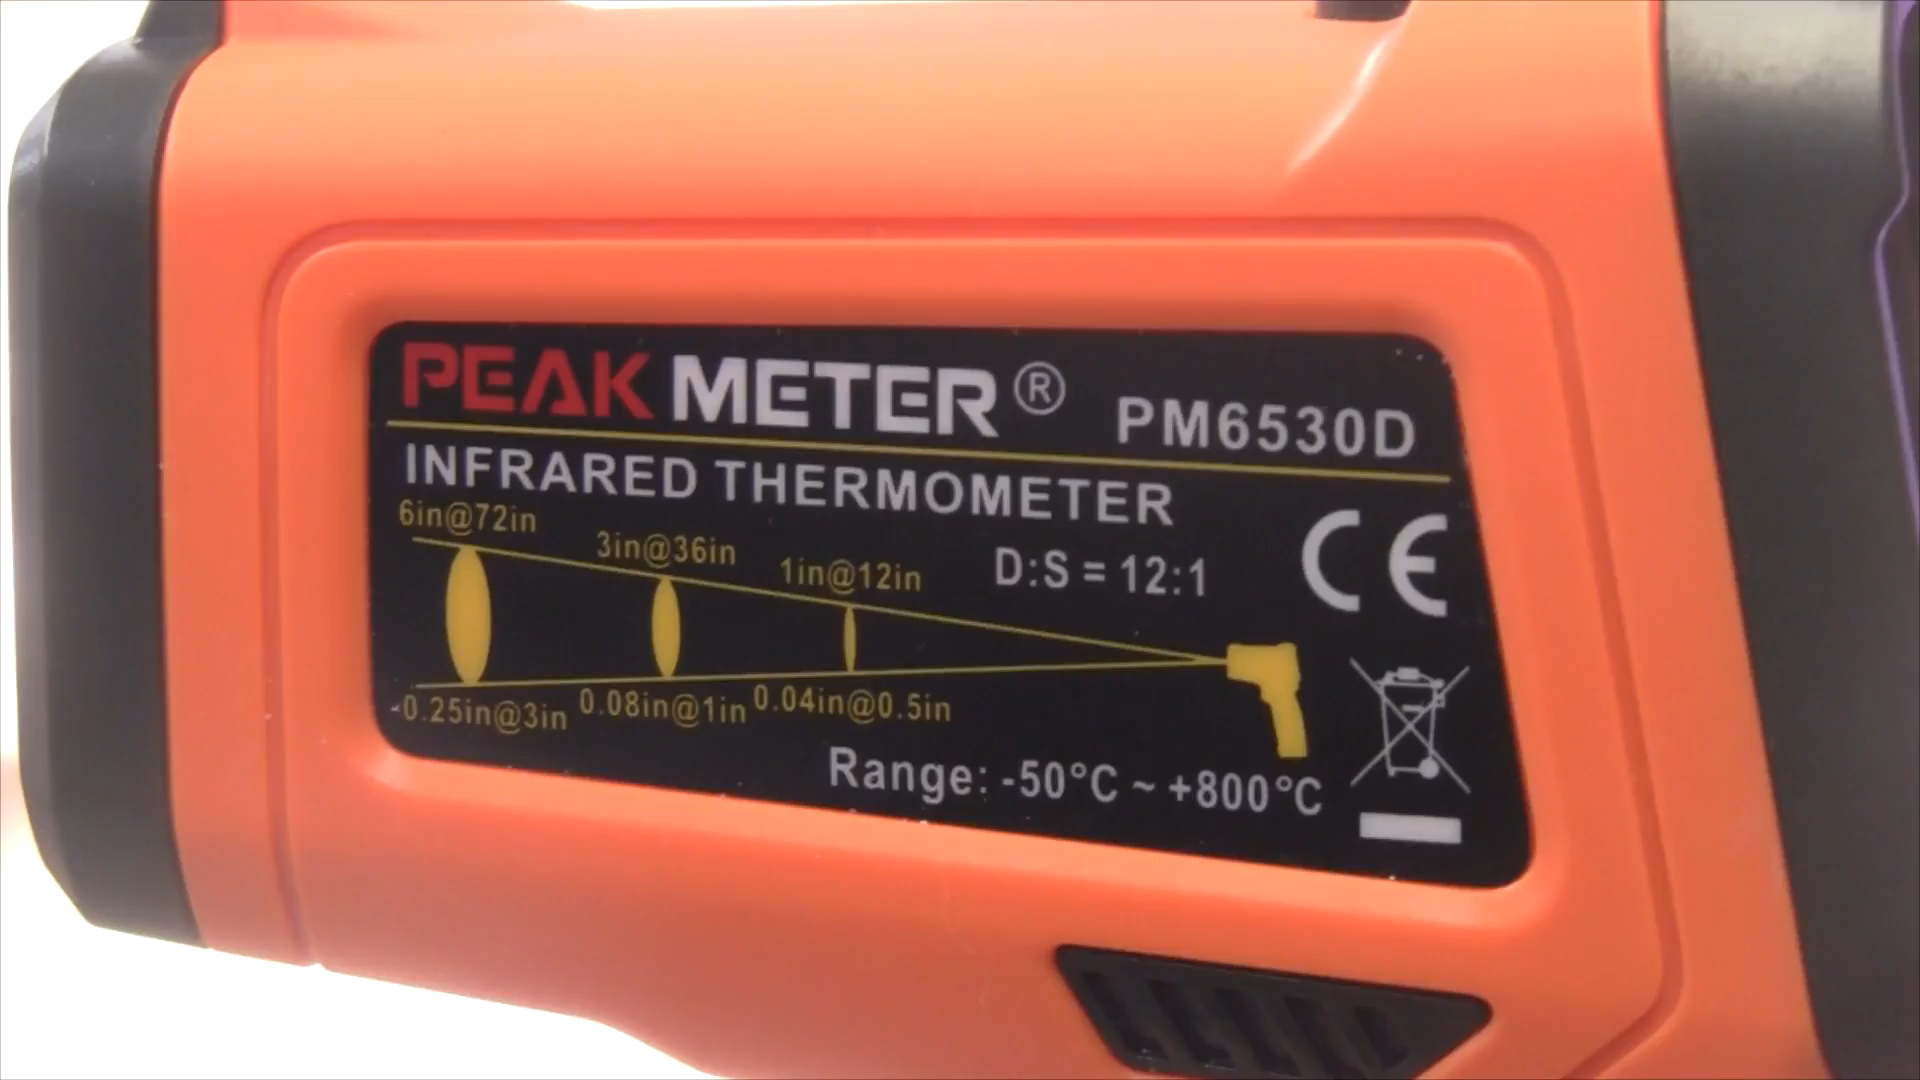 PEAK METER® PM6530D
INFRARED THERMOMETER
6in@72in
3in@36in
1in@12in
D:S = 12:1
CE
-0.25in@3in
0.08in@1in
0.04in@0.5in
Range: -50°C ~ +800°C